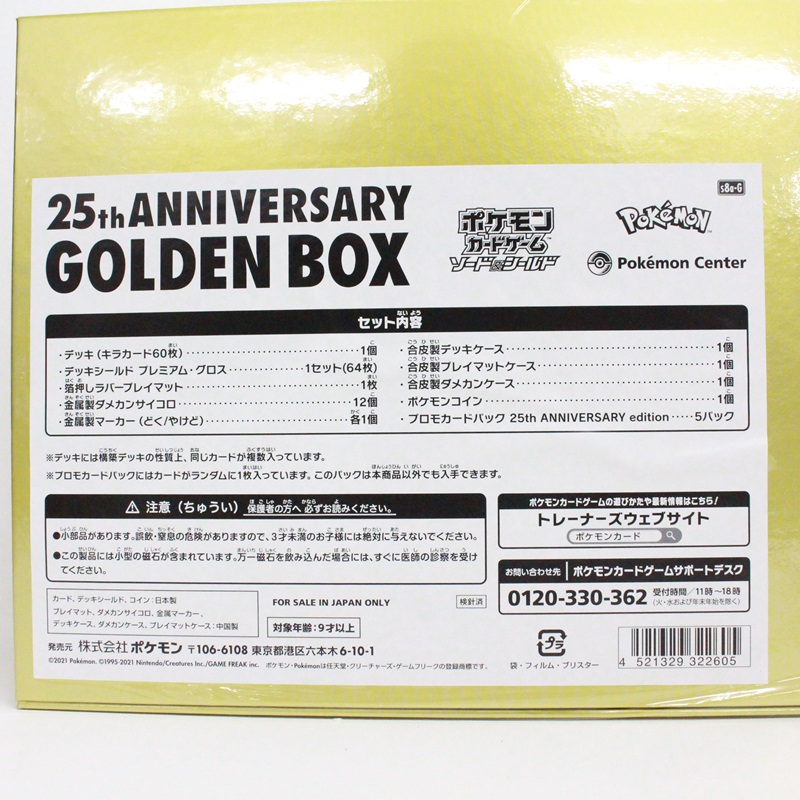 s8a-G
25th ANNIVERSARY
GOLDEN BOX
ポケモン
カードゲーム
ソード&シールド
Pokémon
Pokémon Center
セット内容
・デッキ(キラカード60枚)……………………1個
・デッキシールド プレミアム・グロス…………1セット(64枚)
・箔押しラバープレイマット……………………1枚
・金属製ダメカンサイコロ……………………12個
・金属製マーカー(どく/やけど)………………各1個
・合皮製デッキケース……………………1個
・合皮製プレイマットケース……………………1個
・合皮製ダメカンケース……………………1個
・ポケモンコイン……………………1個
・プロモカードパック 25th ANNIVERSARY edition……5パック
※デッキには構築デッキの性質上、同じカードが複数入っています。
※プロモカードパックにはカードがランダムに1枚入っています。このパックは本商品以外でも入手できます。
⚠ 注意(ちゅうい) 保護者の方へ 必ずお読みください。
●小部品があります。誤飲・窒息の危険がありますので、3才未満のお子様には絶対に与えないでください。
●この製品には小型の磁石が含まれています。万一磁石を飲み込んだ場合には、すぐに医師の診察を受け
てください。
ポケモンカードゲームの遊びかたや最新情報はこちら!
トレーナーズウェブサイト
ポケモンカード
お問い合わせ先 ポケモンカードゲームサポートデスク
0120-330-362 受付時間/11時~18時
(火・水および年末年始を除く)
カード、デッキシールド、コイン:日本製
プレイマット、ダメカンサイコロ、金属マーカー、
デッキケース、ダメカンケース、プレイマットケース:中国製
FOR SALE IN JAPAN ONLY
検針済
対象年齢:9才以上
発売元 株式会社ポケモン 〒106-6108 東京都港区六本木6-10-1
©2021 Pokémon. ©1995-2021 Nintendo/Creatures Inc./GAME FREAK inc. ポケモン・Pokémonは任天堂・クリーチャーズ・ゲームフリークの登録商標です。
プラ
袋・フィルム・ブリスター
4 521329 322605